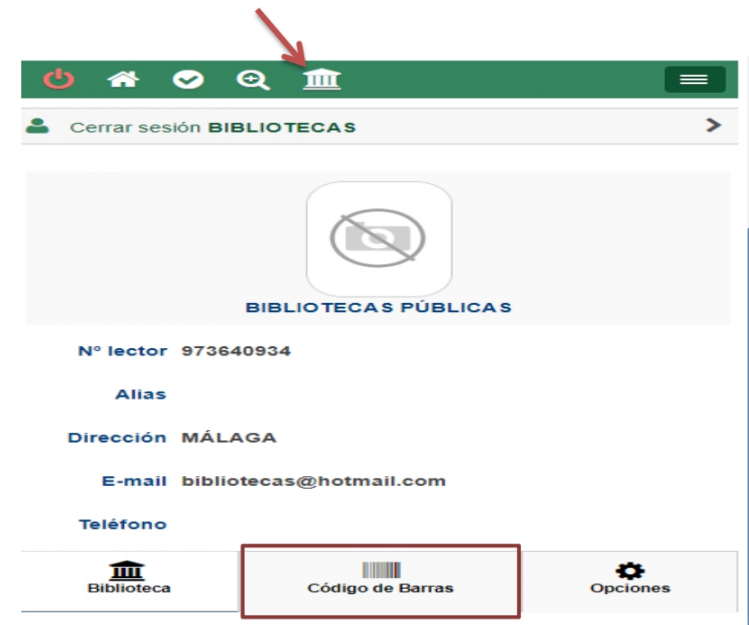 Cerrar sesión BIBLIOTECAS
BIBLIOTECAS PÚBLICAS
Nº lector 973640934
Alias
Dirección MÁLAGA
E-mail bibliotecas@hotmail.com
Teléfono
Biblioteca Código de Barras Opciones